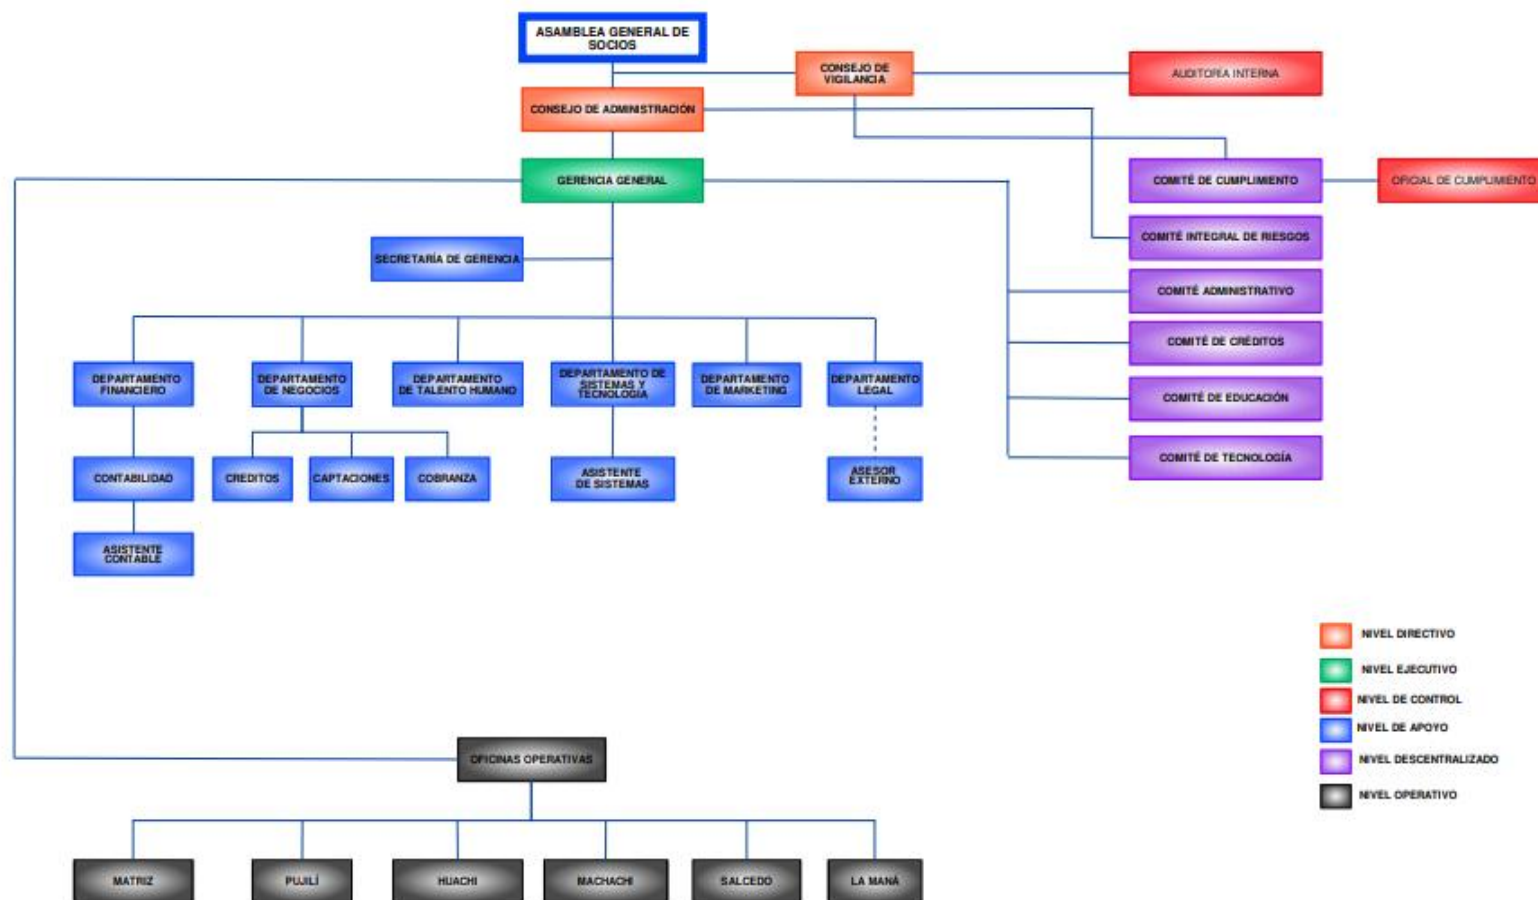 ASAMBLEA GENERAL DE
SOCIOS
CONSEJO DE
VIGILANCIA
AUDITORÍA INTERNA
CONSEJO DE ADMINISTRACIÓN
GERENCIA GENERAL
COMITÉ DE CUMPLIMIENTO
OFICIAL DE CUMPLIMIENTO
COMITÉ INTEGRAL DE RIESGOS
SECRETARÍA DE GERENCIA
COMITÉ ADMINISTRATIVO
COMITÉ DE CRÉDITOS
DEPARTAMENTO
FINANCIERO
DEPARTAMENTO
DE NEGOCIOS
DEPARTAMENTO
DE TALENTO HUMANO
DEPARTAMENTO DE
SISTEMAS Y
TECNOLOGIA
DEPARTAMENTO
DE MARKETING
DEPARTAMENTO
LEGAL
COMITÉ DE EDUCACIÓN
COMITÉ DE TECNOLOGÍA
CONTABILIDAD
CREDITOS
CAPTACIONES
COBRANZA
ASISTENTE
DE SISTEMAS
ASESOR
EXTERNO
ASISTENTE
CONTABLE
NIVEL DIRECTIVO
NIVEL EJECUTIVO
NIVEL DE CONTROL
NIVEL DE APOYO
NIVEL DESCENTRALIZADO
NIVEL OPERATIVO
OFICINAS OPERATIVAS
MATRIZ
PUJILÍ
HUACHI
MACHACHI
SALCEDO
LA MANÁ